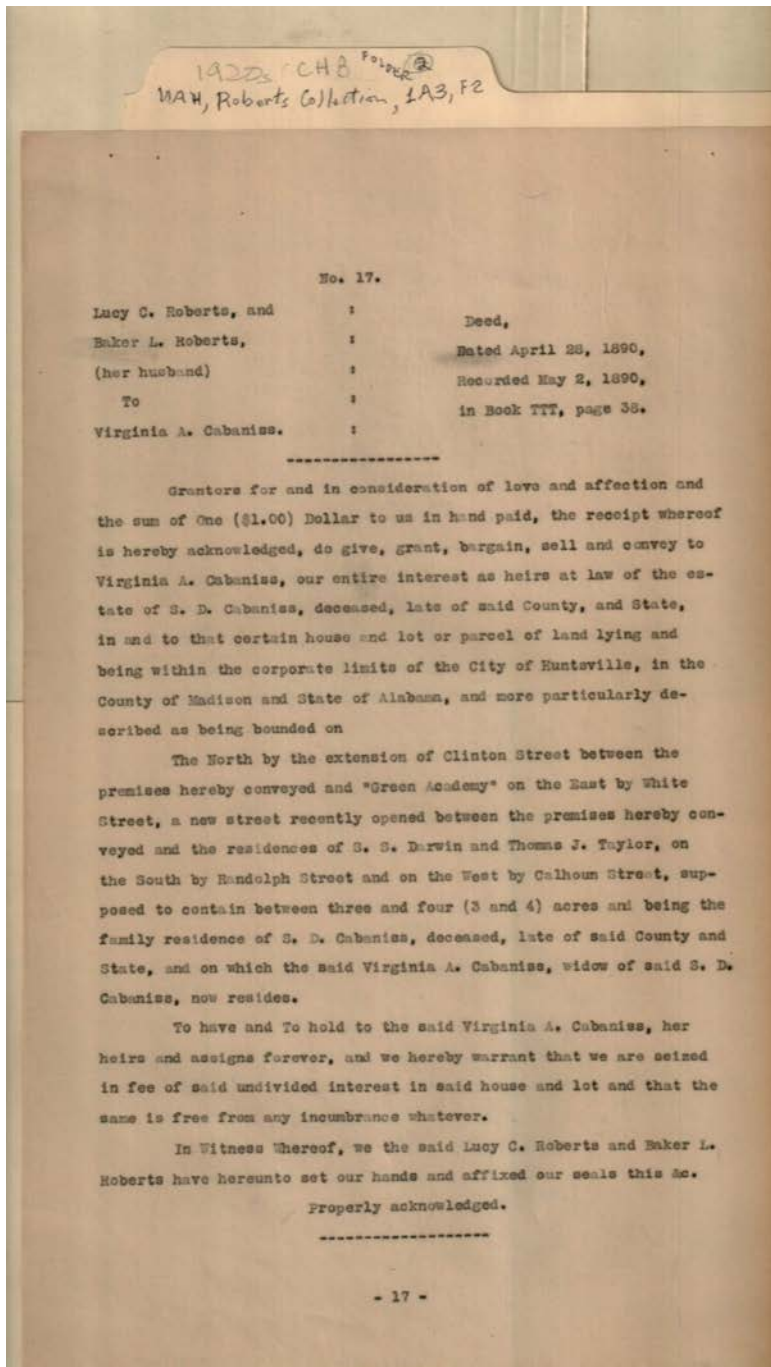 1920s CHB FOLDER 2
UAH, Roberts Collection, 1A3, F2
No. 17.
Lucy C. Roberts, and :
Baker L. Roberts, :
(her husband) :
To :
Virginia A. Cabaniss. :
Deed,
Dated April 28, 1890,
Recorded May 2, 1890,
in Book TTT, page 38.
-----------------
Grantors for and in consideration of love and affection and
the sum of One ($1.00) Dollar to us in hand paid, the receipt whereof
is hereby acknowledged, do give, grant, bargain, sell and convey to
Virginia A. Cabaniss, our entire interest as heirs at law of the es-
tate of S. D. Cabaniss, deceased, late of said County, and State,
in and to that certain house and lot or parcel of land lying and
being within the corporate limits of the City of Huntsville, in the
County of Madison and State of Alabama, and more particularly de-
scribed as being bounded on
The North by the extension of Clinton Street between the
premises hereby conveyed and "Green Academy" on the East by White
Street, a new street recently opened between the premises hereby con-
veyed and the residences of S. S. Darwin and Thomas J. Taylor, on
the South by Randolph Street and on the West by Calhoun Street, sup-
posed to contain between three and four (3 and 4) acres and being the
family residence of S. D. Cabaniss, deceased, late of said County and
State, and on which the said Virginia A. Cabaniss, widow of said S. D.
Cabaniss, now resides.
To have and To hold to the said Virginia A. Cabaniss, her
heirs and assigns forever, and we hereby warrant that we are seized
in fee of said undivided interest in said house and lot and that the
same is free from any incumbrance whatever.
In Witness Whereof, we the said Lucy C. Roberts and Baker L.
Roberts have hereunto set our hands and affixed our seals this &c.
Properly acknowledged.
-------------------
- 17 -